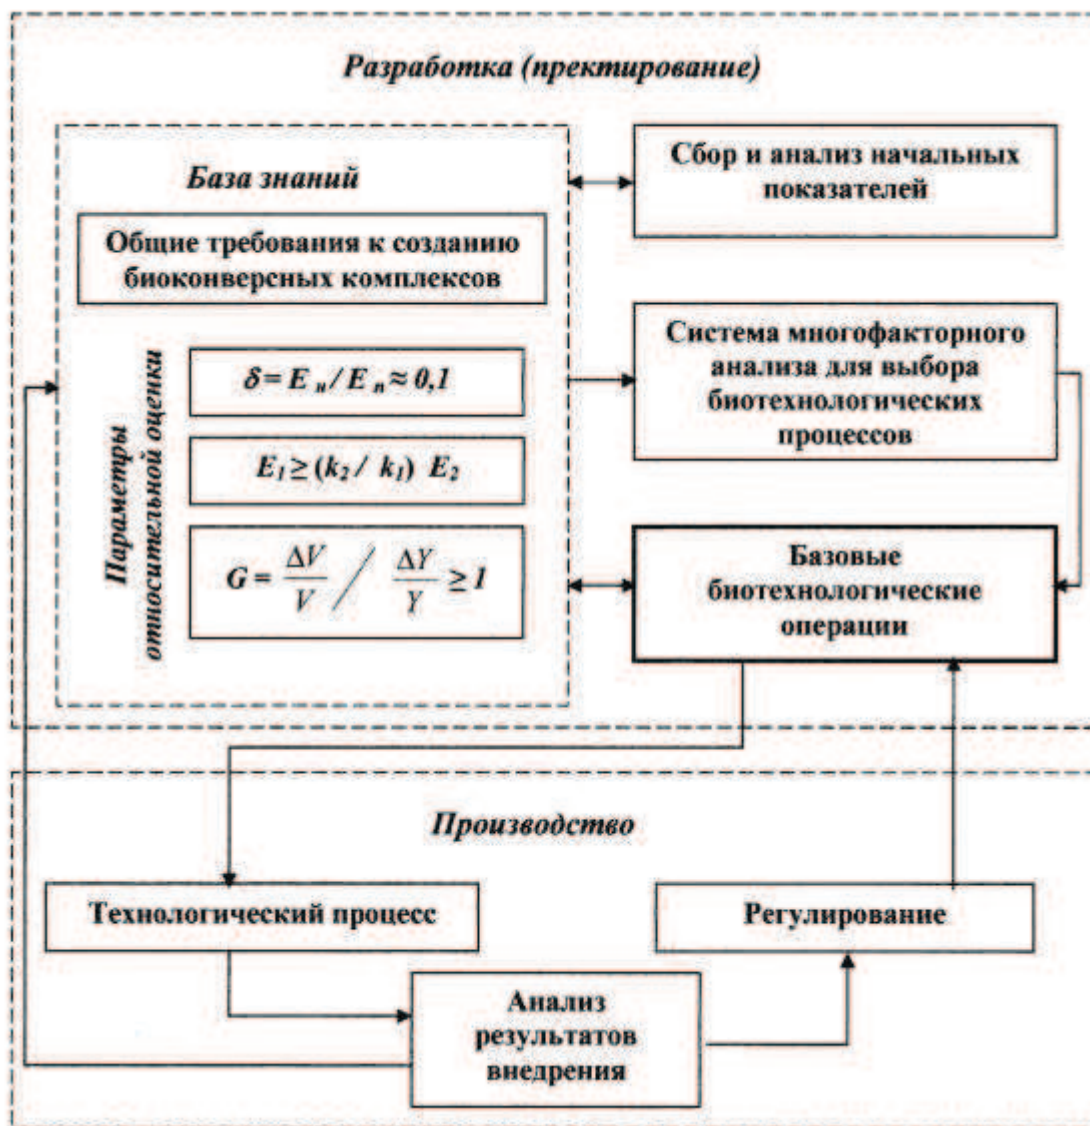 Разработка (пректирование)
База знаний
Общие требования к созданию
биоконверсных комплексов
Параметры
относительной оценки
δ = E н / E п ≈ 0,1
E₁ ≥ (k₂ / k₁) E₂
G = ΔV/V / ΔY/Y ≥ 1
Сбор и анализ начальных
показателей
Система многофакторного
анализа для выбора
биотехнологических
процессов
Базовые
биотехнологические
операции
Производство
Технологический процесс
Регулирование
Анализ
результатов
внедрения